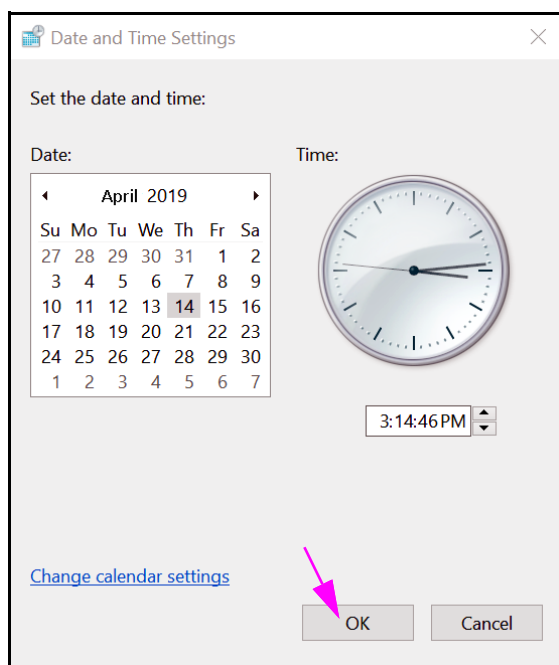 Date and Time Settings
Set the date and time:
Date:
Time:
April 2019
Su Mo Tu We Th Fr Sa
27 28 29 30 31 1 2
3 4 5 6 7 8 9
10 11 12 13 14 15 16
17 18 19 20 21 22 23
24 25 26 27 28 29 30
1 2 3 4 5 6 7
3:14:46 PM
Change calendar settings
OK
Cancel